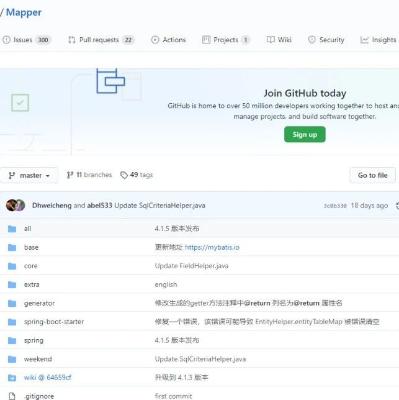 / Mapper
Issues 300 Pull requests 22 Actions Projects 1 Wiki Security Insights
Join GitHub today
GitHub is home to over 50 million developers working together to host and
manage projects, and build software together.
Sign up
master 11 branches 49 tags Go to file
Dhweicheng and abel533 Update SqlCriteriaHelper.java 18 days ago
all 4.1.5 版本发布
base 更新地址 https://mybatis.io
core Update FieldHelper.java
extra english
generator 修改生成的getter方法注释中@return 列名为@return 属性名
spring-boot-starter 修复一个错误，该错误可能导致 EntityHelper.entityTableMap 被错误清空
spring 4.1.5 版本发布
weekend Update SqlCriteriaHelper.java
wiki @ 64659cf 升级到 4.1.3 版本
.gitignore first commit